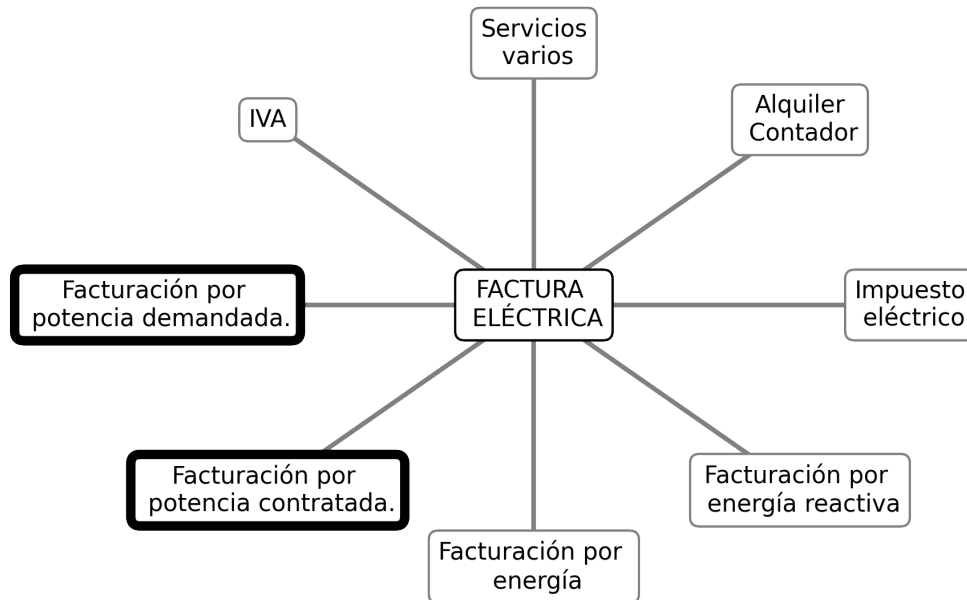 Servicios
varios
Alquiler
Contador
IVA
FACTURA
ELÉCTRICA
Facturación por
potencia demandada.
Impuesto
eléctrico
Facturación por
potencia contratada.
Facturación por
energía reactiva
Facturación por
energía